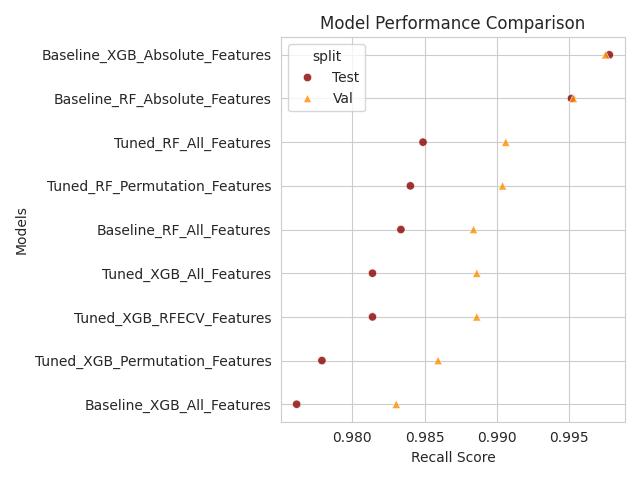 Model Performance Comparison
split
Test
Val
Baseline_XGB_Absolute_Features
Baseline_RF_Absolute_Features
Tuned_RF_All_Features
Tuned_RF_Permutation_Features
Baseline_RF_All_Features
Tuned_XGB_All_Features
Tuned_XGB_RFECV_Features
Tuned_XGB_Permutation_Features
Baseline_XGB_All_Features
Models
0.980 0.985 0.990 0.995
Recall Score